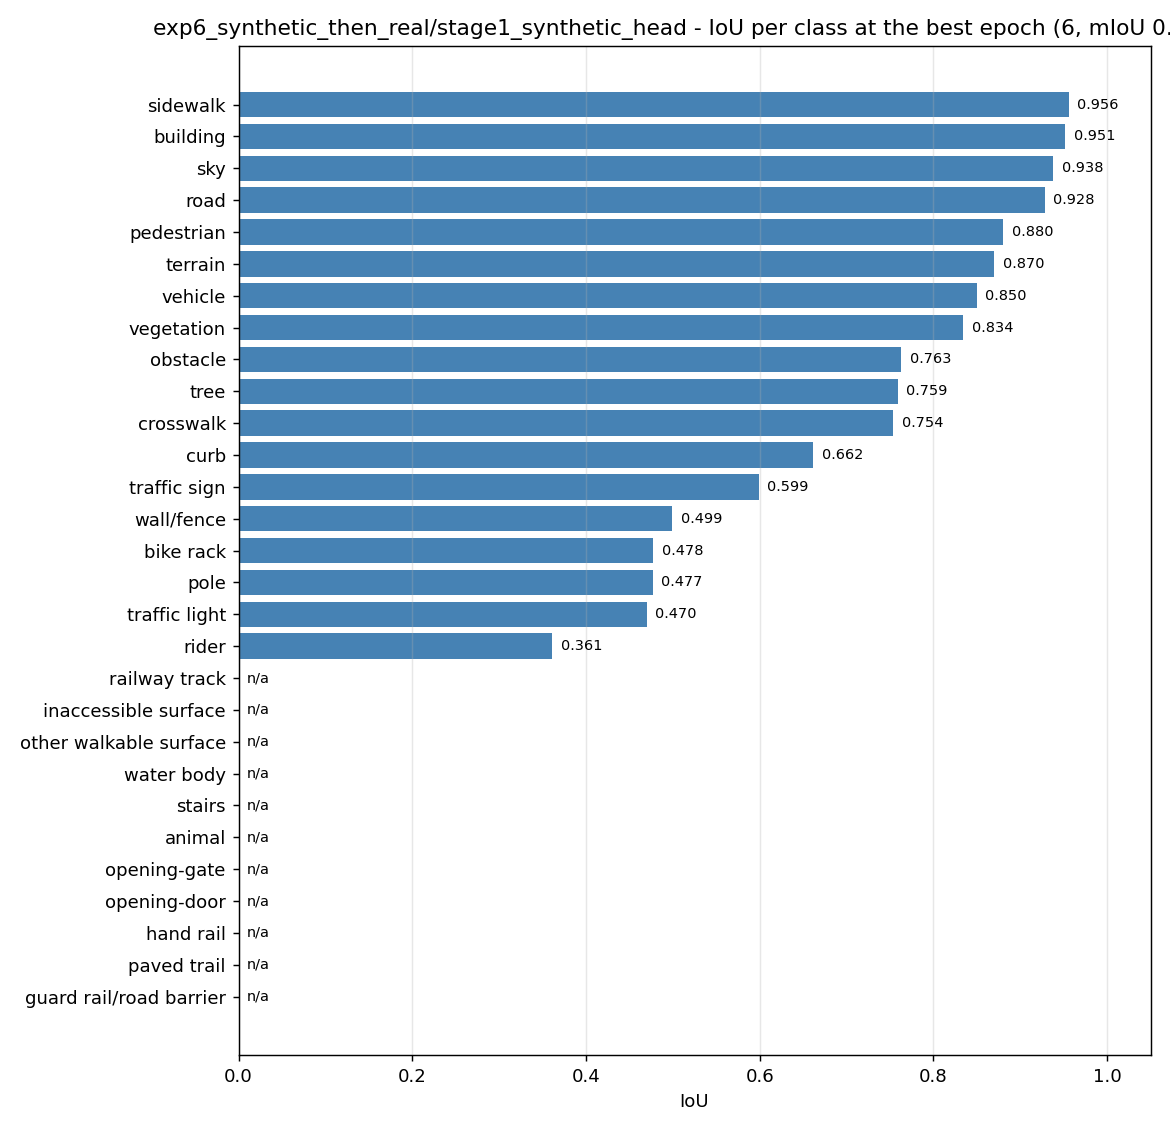 exp6_synthetic_then_real/stage1_synthetic_head - IoU per class at the best epoch (6, mIoU 0.
sidewalk 0.956
building 0.951
sky 0.938
road 0.928
pedestrian 0.880
terrain 0.870
vehicle 0.850
vegetation 0.834
obstacle 0.763
tree 0.759
crosswalk 0.754
curb 0.662
traffic sign 0.599
wall/fence 0.499
bike rack 0.478
pole 0.477
traffic light 0.470
rider 0.361
railway track n/a
inaccessible surface n/a
other walkable surface n/a
water body n/a
stairs n/a
animal n/a
opening-gate n/a
opening-door n/a
hand rail n/a
paved trail n/a
guard rail/road barrier n/a
0.0 0.2 0.4 0.6 0.8 1.0
IoU